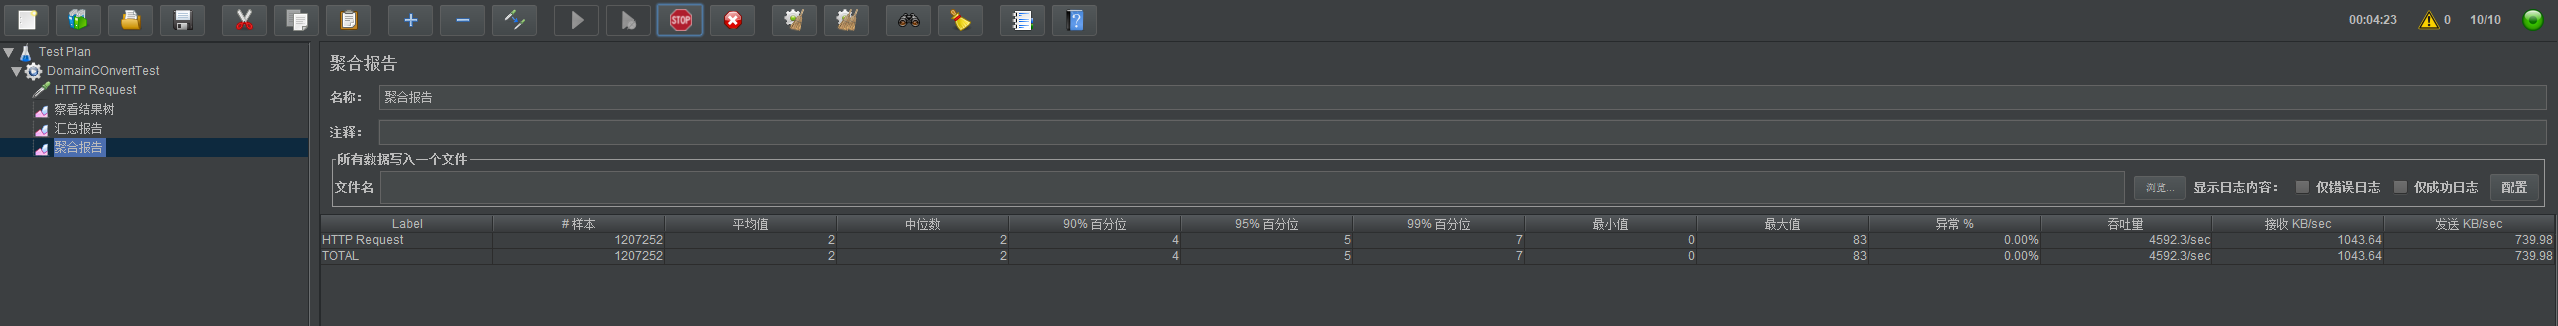 STOP
00:04:23 0 10/10
Test Plan
DomainCOnvertTest
HTTP Request
察看结果树
汇总报告
聚合报告
聚合报告
名称： 聚合报告
注释：
所有数据写入一个文件
文件名 浏览... 显示日志内容： 仅错误日志 仅成功日志 配置
Label # 样本 平均值 中位数 90% 百分位 95% 百分位 99% 百分位 最小值 最大值 异常 % 吞吐量 接收 KB/sec 发送 KB/sec
HTTP Request 1207252 2 2 4 5 7 0 83 0.00% 4592.3/sec 1043.64 739.98
TOTAL 1207252 2 2 4 5 7 0 83 0.00% 4592.3/sec 1043.64 739.98